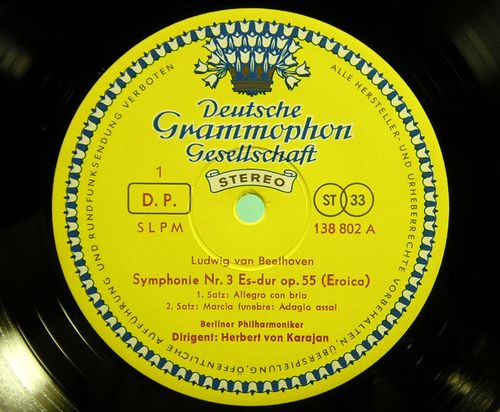 ALLE HERSTELLER- UND URHEBERRECHTE VORBEHALTEN, ÜBERSPIELUNG, ÖFFENTLICHE AUFFÜHRUNG UND RUNDFUNKSENDUNG VERBOTEN
Deutsche
Grammophon
Gesellschaft
STEREO
1
D. P.
SLPM
ST 33
138 802 A
Ludwig van Beethoven
Symphonie Nr. 3 Es-dur op. 55 (Eroica)
1. Satz: Allegro con brio
2. Satz: Marcia funebre: Adagio assai
Berliner Philharmoniker
Dirigent: Herbert von Karajan